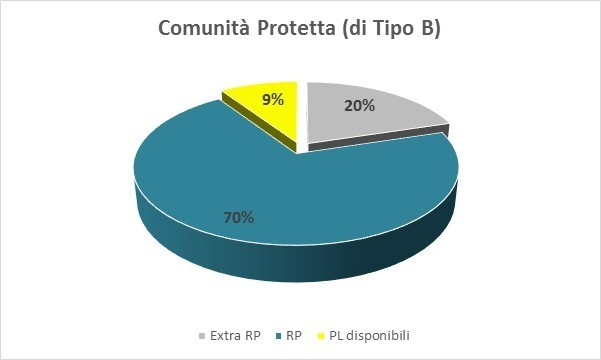 Comunità Protetta (di Tipo B)
9%
20%
70%
Extra RP
RP
PL disponibili